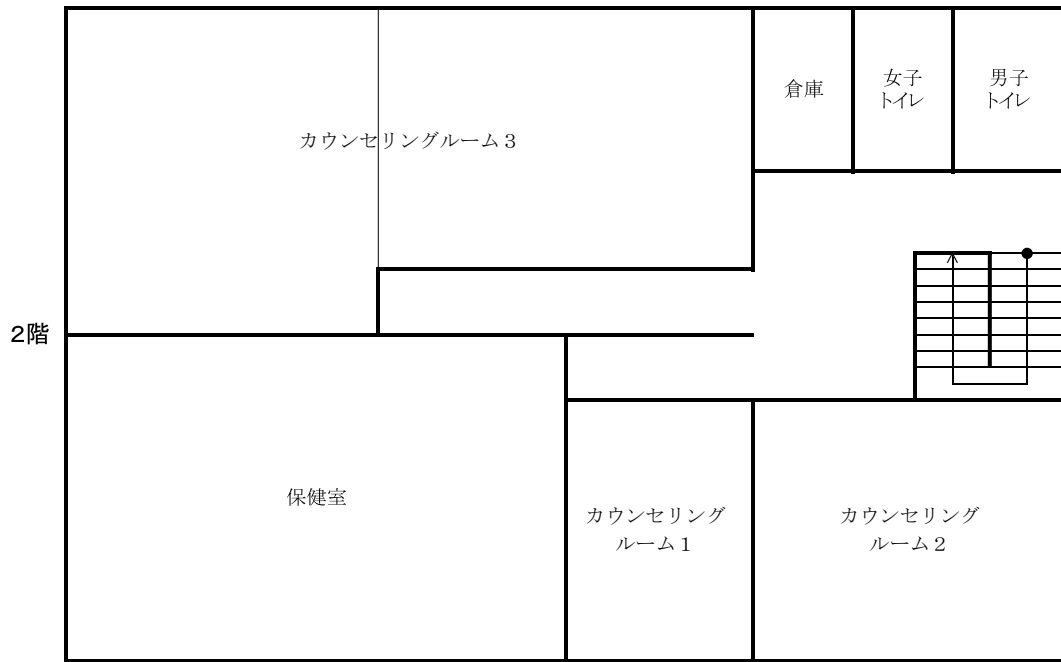 倉庫
女子
トイレ
男子
トイレ
カウンセリングルーム３
2階
保健室
カウンセリング
ルーム１
カウンセリング
ルーム２